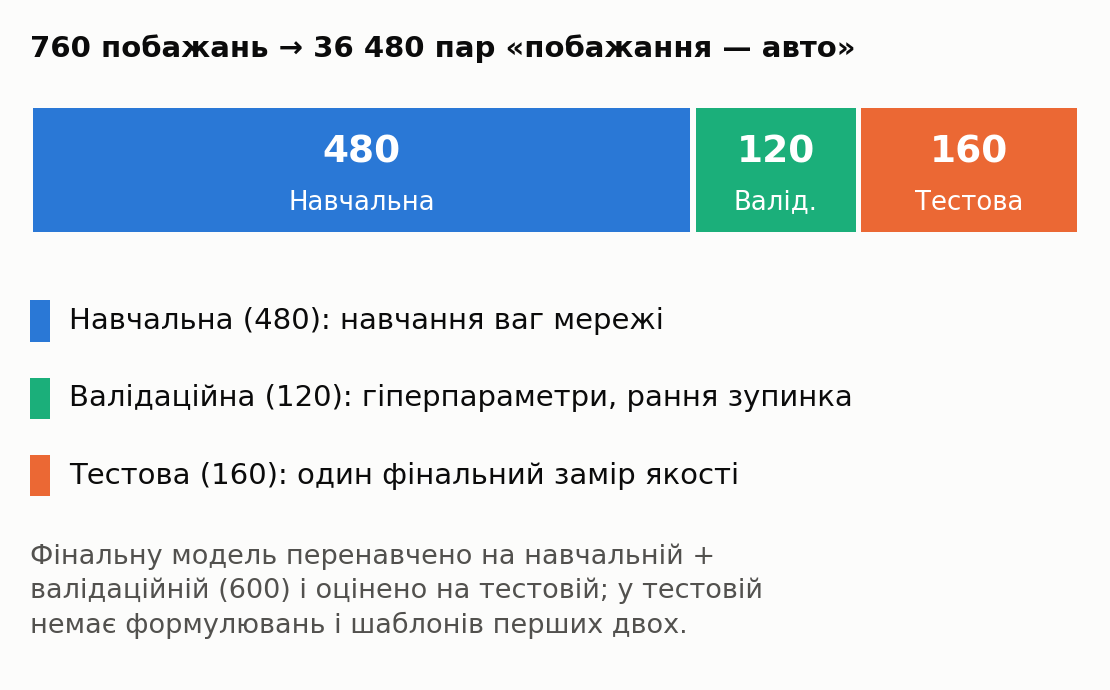 760 побажань → 36 480 пар «побажання — авто»
480
Навчальна
120
Валід.
160
Тестова
Навчальна (480): навчання ваг мережі
Валідаційна (120): гіперпараметри, рання зупинка
Тестова (160): один фінальний замір якості
Фінальну модель перенавчено на навчальній +
валідаційній (600) і оцінено на тестовій; у тестовій
немає формулювань і шаблонів перших двох.